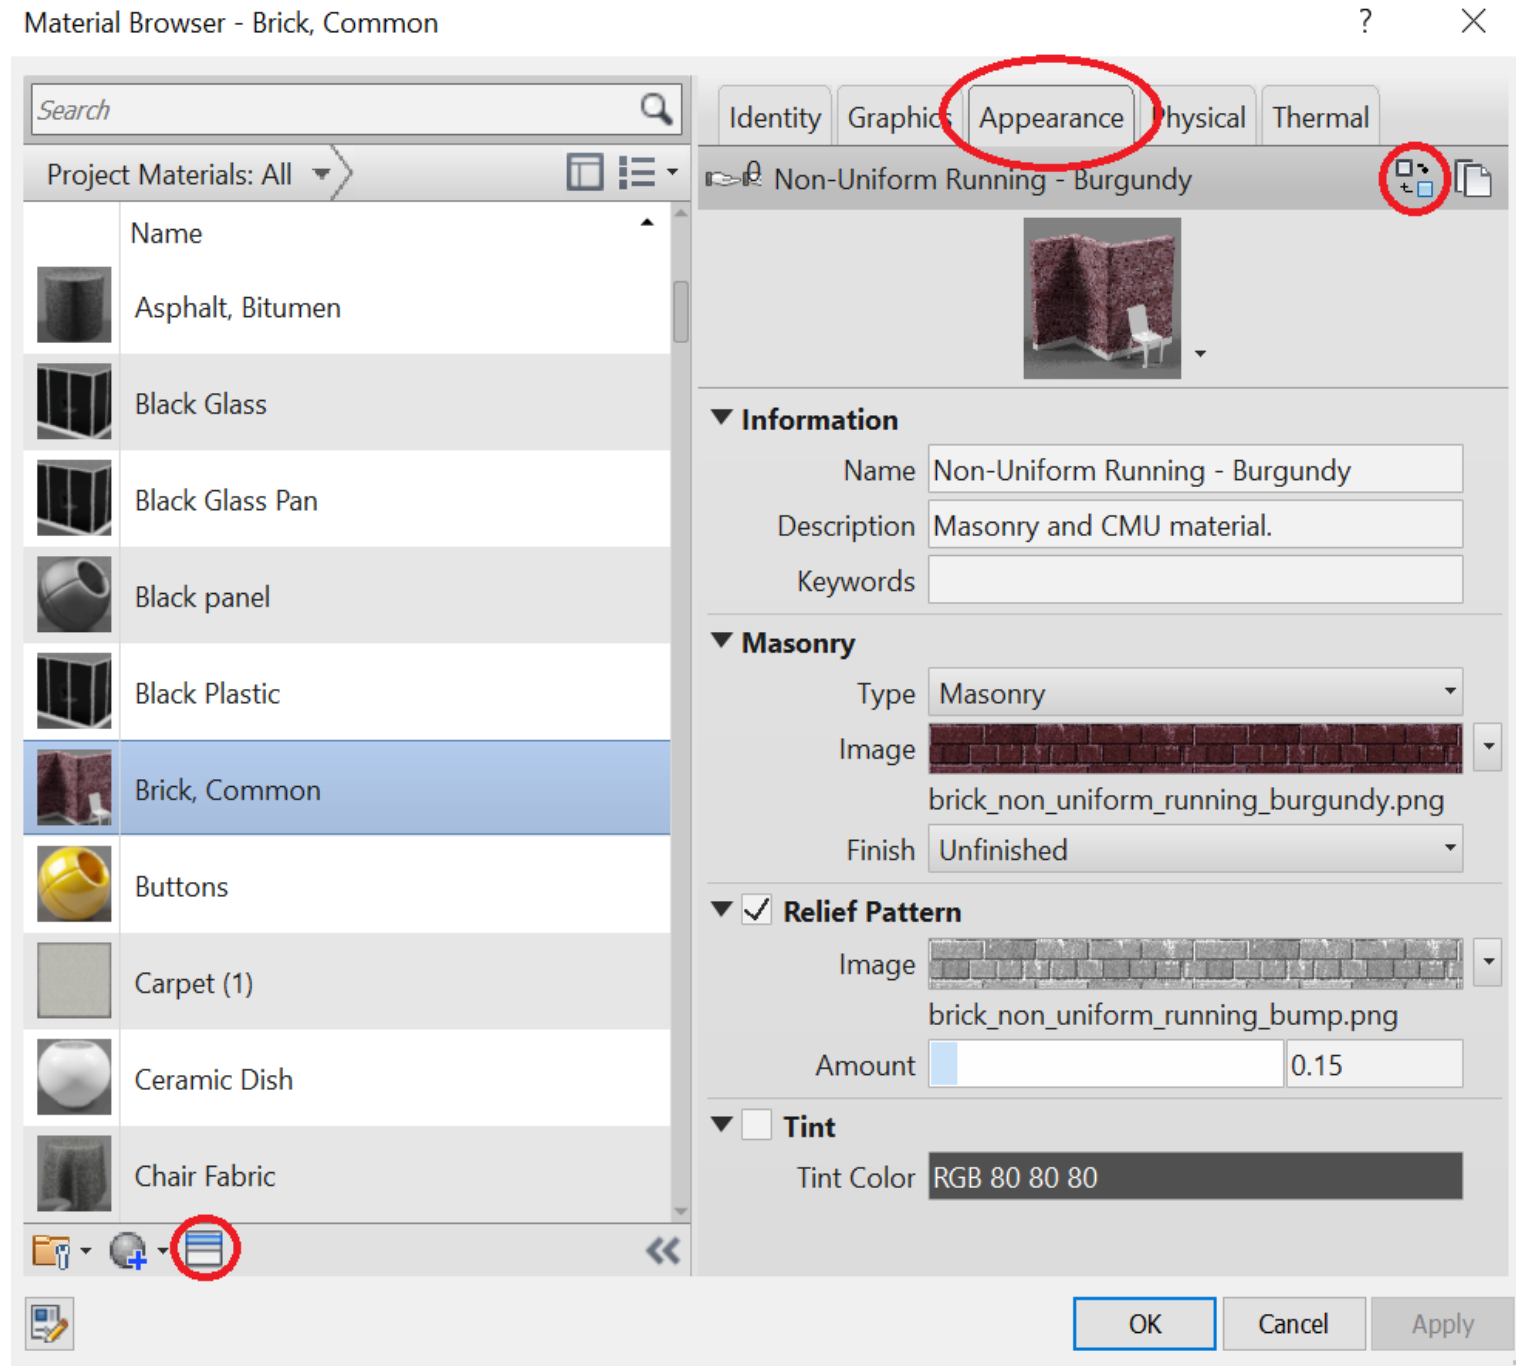 Material Browser - Brick, Common
?
Search
Project Materials: All
Name
Asphalt, Bitumen
Black Glass
Black Glass Pan
Black panel
Black Plastic
Brick, Common
Buttons
Carpet (1)
Ceramic Dish
Chair Fabric
Identity Graphics Appearance Physical Thermal
0 Non-Uniform Running - Burgundy
Information
Name Non-Uniform Running - Burgundy
Description Masonry and CMU material.
Keywords
Masonry
Type Masonry
Image
brick_non_uniform_running_burgundy.png
Finish Unfinished
Relief Pattern
Image
brick_non_uniform_running_bump.png
Amount 0.15
Tint
Tint Color RGB 80 80 80
OK Cancel Apply